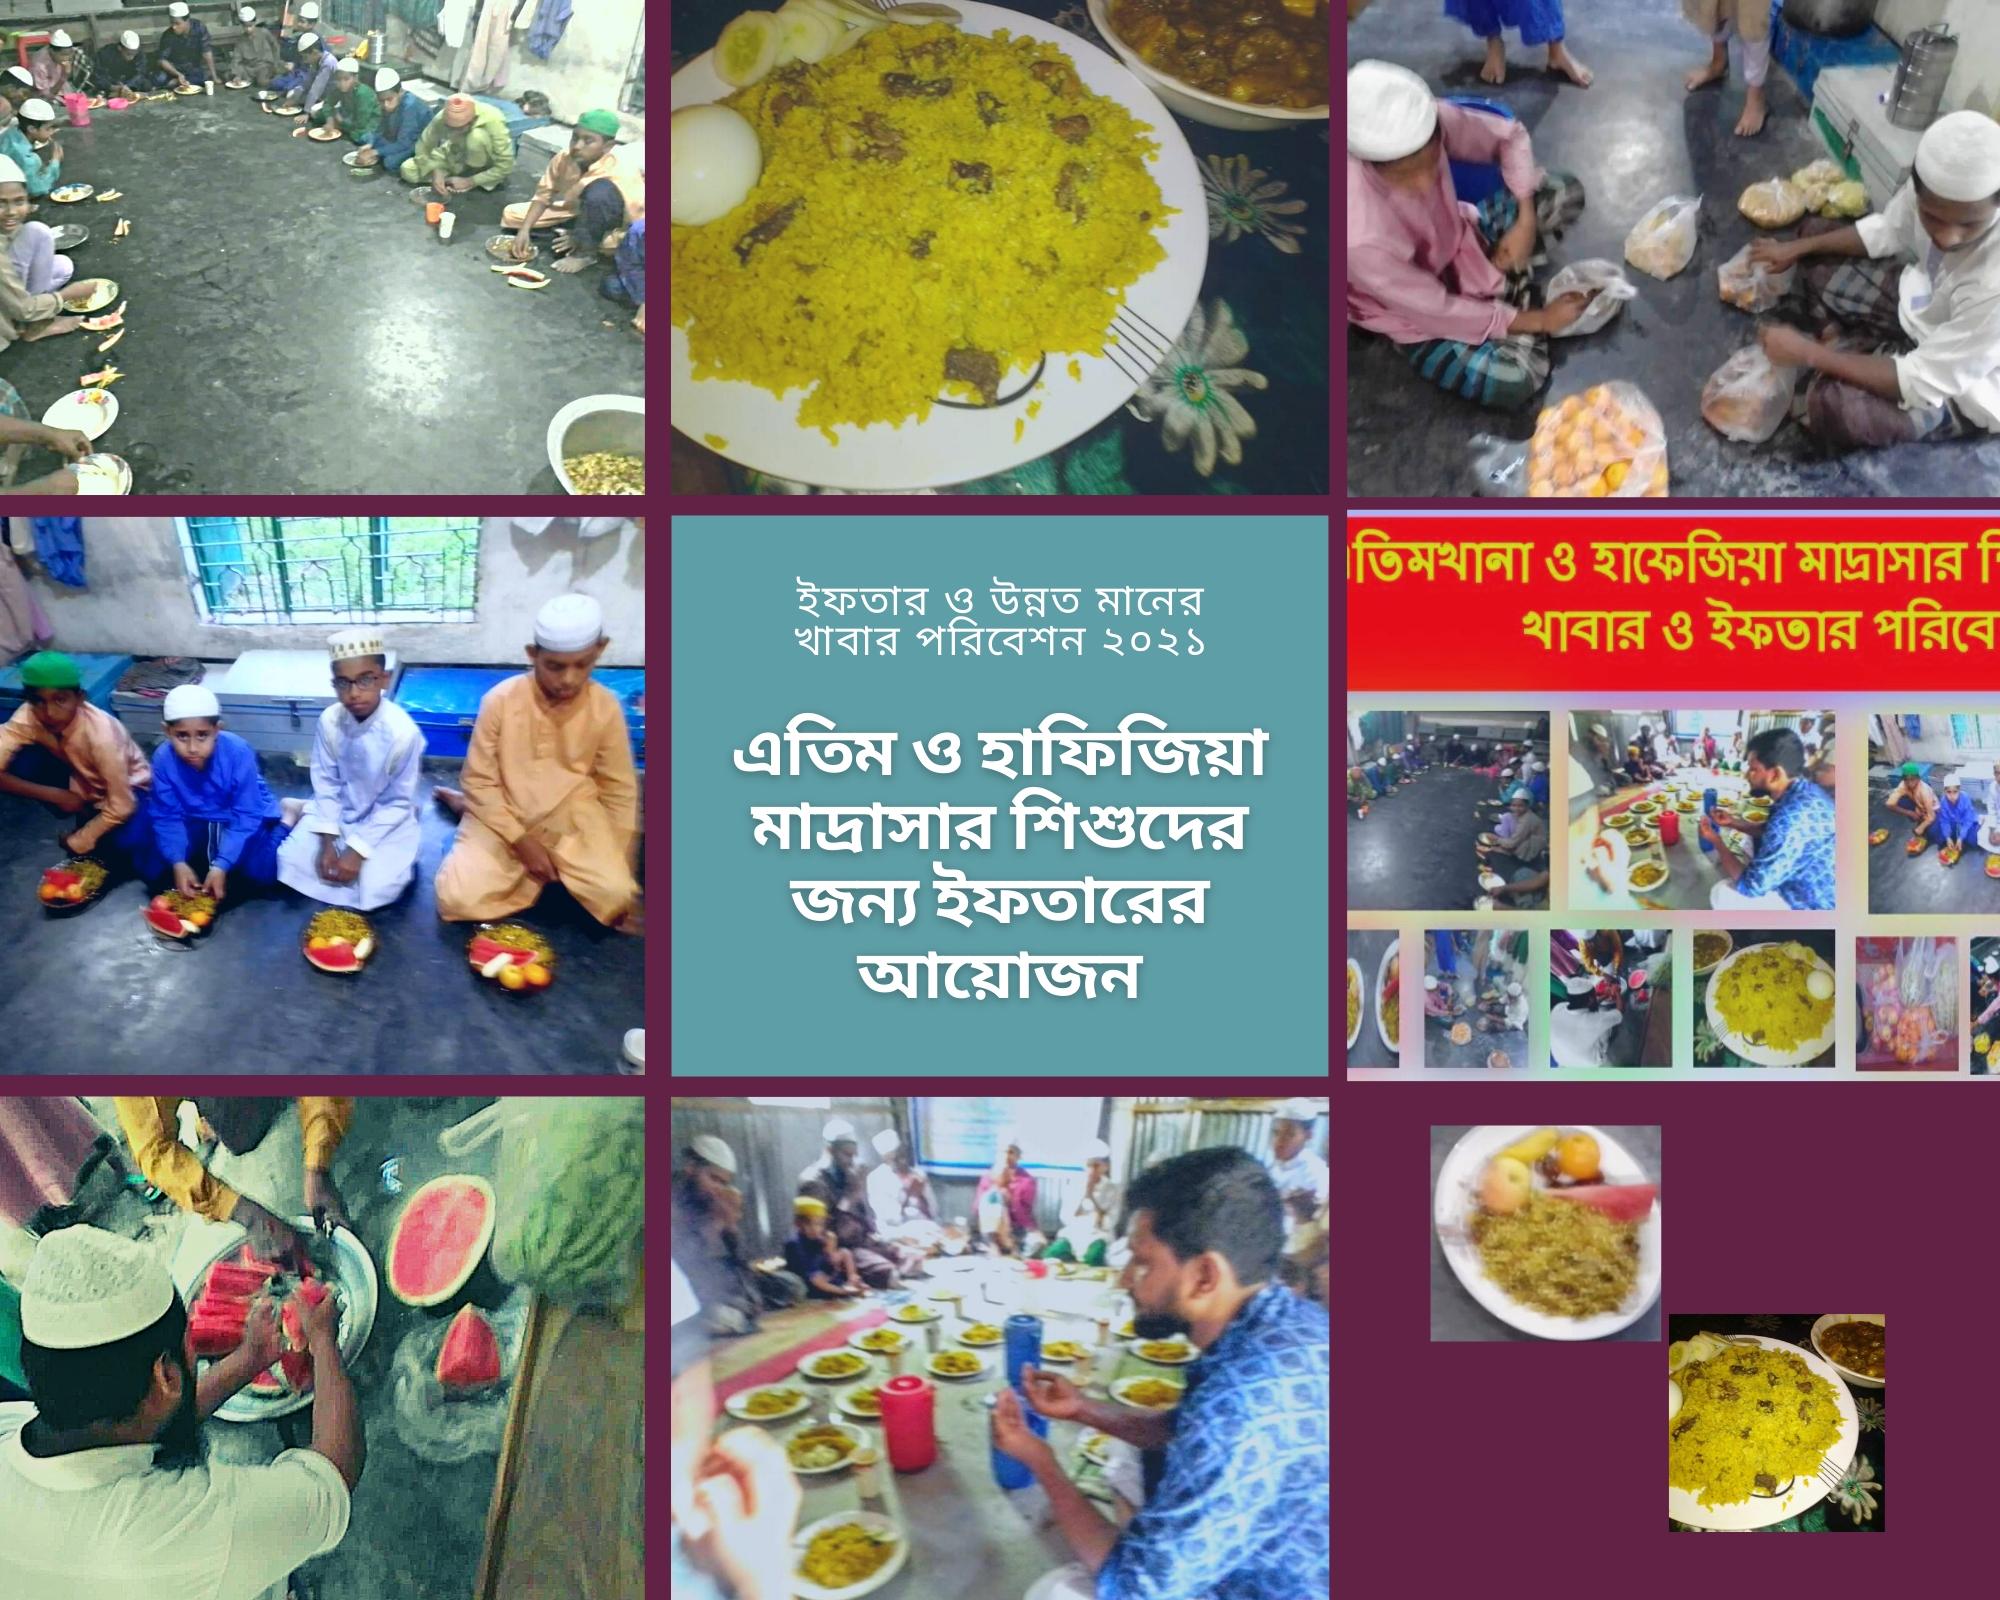 ইফতার ও উন্নত মানের
খাবার পরিবেশন ২০২১
এতিম ও হাফিজিয়া
মাদ্রাসার শিশুদের
জন্য ইফতারের
আয়োজন
তিমখানা ও হাফেজিয়া মাদ্রাসার
খাবার ও ইফতার পরিবে